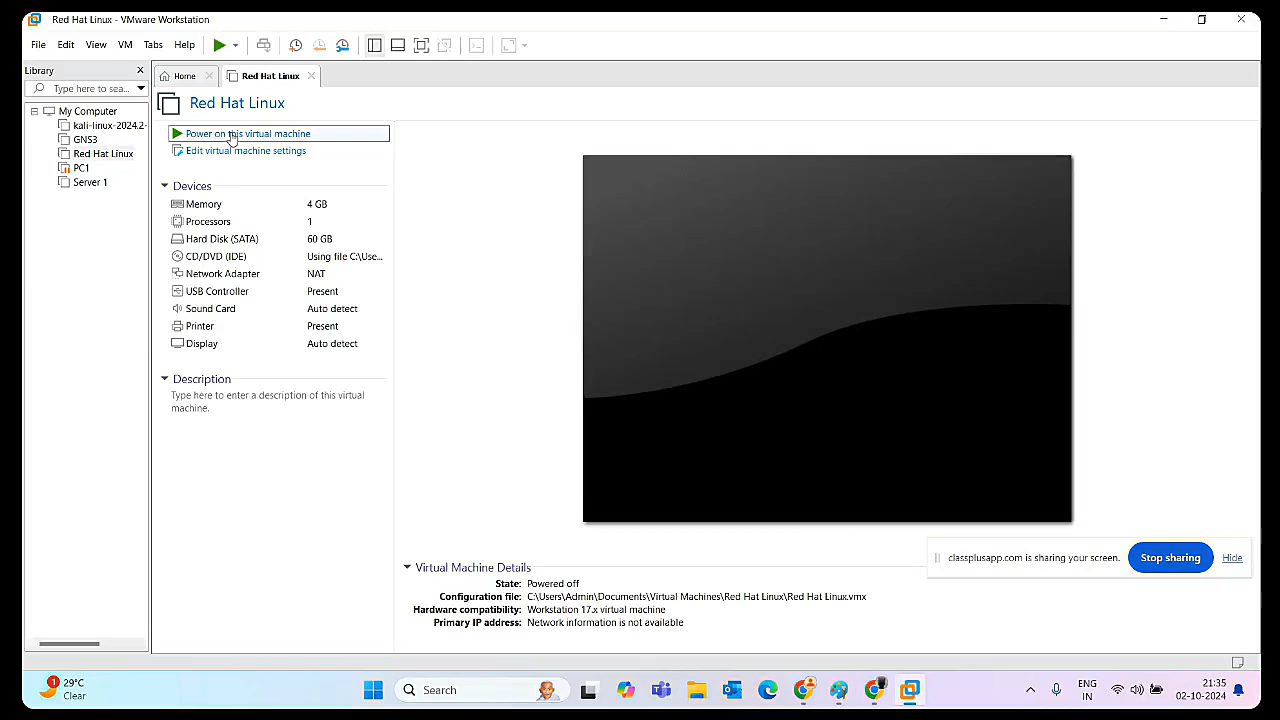 Red Hat Linux - VMware Workstation
File Edit View VM Tabs Help
Library
Type here to sea...
My Computer
kali-linux-2024.2-
GNS3
Red Hat Linux
PC1
Server 1
Home
Red Hat Linux
Red Hat Linux
Power on this virtual machine
Edit virtual machine settings
Devices
Memory 4 GB
Processors 1
Hard Disk (SATA) 60 GB
CD/DVD (IDE) Using file C:\Use...
Network Adapter NAT
USB Controller Present
Sound Card Auto detect
Printer Present
Display Auto detect
Description
Type here to enter a description of this virtual
machine.
classplusapp.com is sharing your screen. Stop sharing Hide
Virtual Machine Details
State: Powered off
Configuration file: C:\Users\Admin\Documents\Virtual Machines\Red Hat Linux\Red Hat Linux.vmx
Hardware compatibility: Workstation 17.x virtual machine
Primary IP address: Network information is not available
1
29°C
Clear
Search
ENG
IN
21:35
02-10-2024